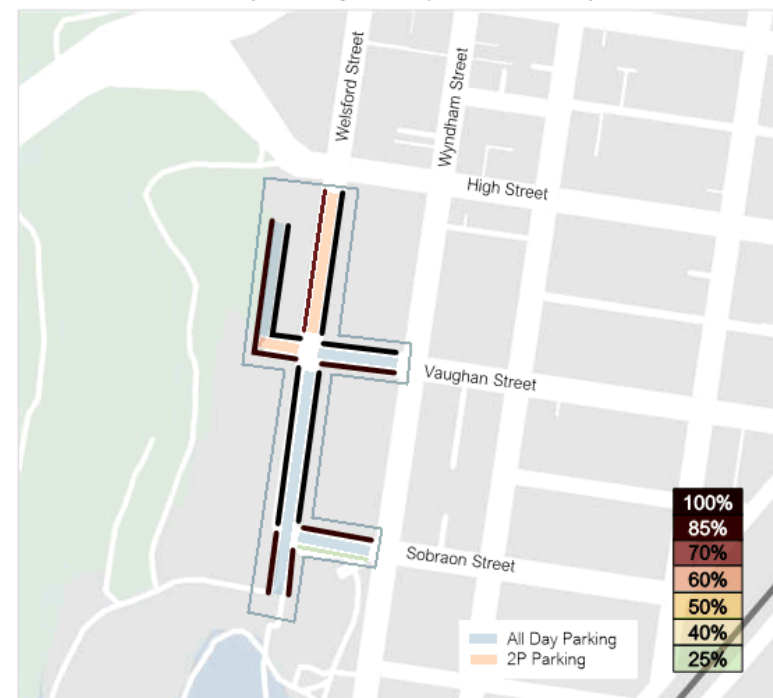 Welsford Street
Wyndham Street
High Street
Vaughan Street
Sobraon Street
100%
85%
70%
60%
50%
40%
25%
All Day Parking
2P Parking